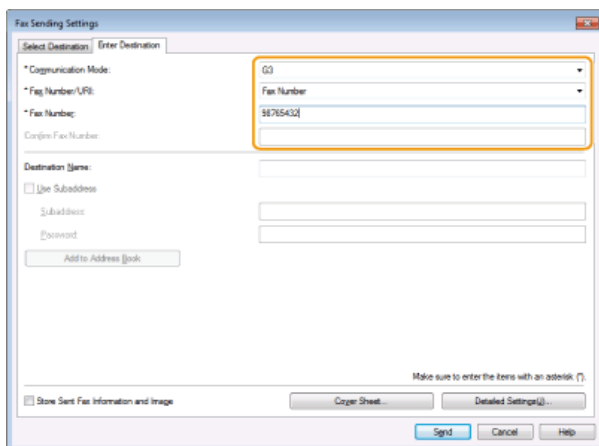 Fax Sending Settings
Select Destination Enter Destination
* Communication Mode: G3
* Fax Number/URI: Fax Number
* Fax Number: 98765432
Confirm Fax Number:
Destination Name:
Use Subaddress
Subaddress:
Password:
Add to Address Book
Make sure to enter the items with an asterisk (*).
Store Sent Fax Information and Image Cover Sheet... Detailed Settings(J)...
Send Cancel Help